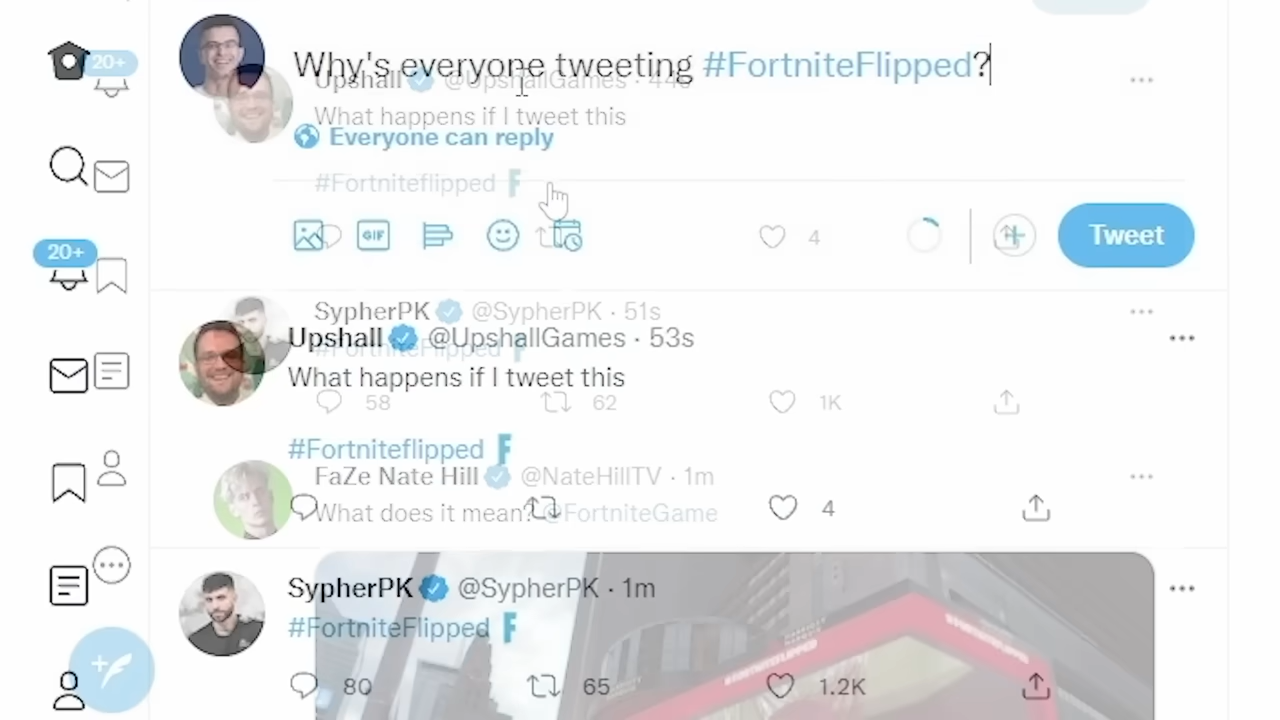 20+
Why's everyone tweeting #FortniteFlipped?
Upshall @UpshallGames · 44s
What happens if I tweet this
Everyone can reply
#Fortniteflipped
GIF
4
Tweet
20+
SypherPK @SypherPK · 51s
Upshall @UpshallGames · 53s
#FortniteFlipped
What happens if I tweet this
58 62 1K
#Fortniteflipped
FaZe Nate Hill @NateHillTV · 1m
4
What does it mean? @FortniteGame
SypherPK @SypherPK · 1m
#FortniteFlipped
80 65 1.2K